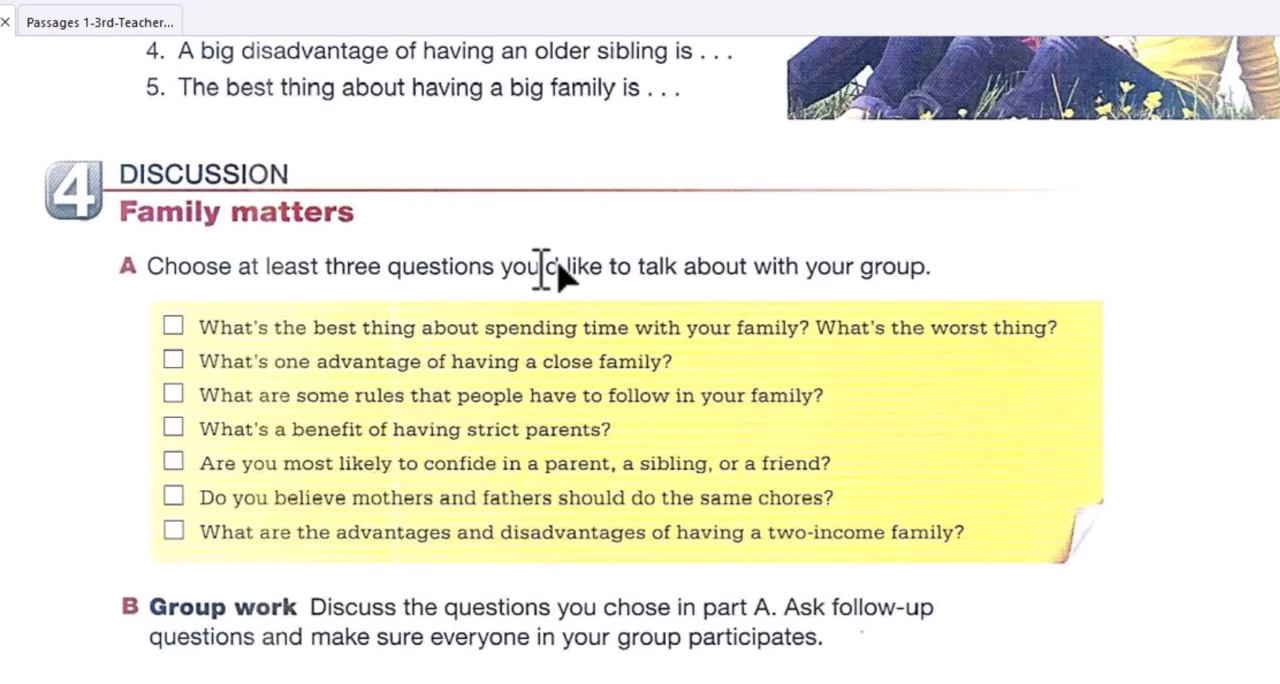 Passages 1-3rd-Teacher...
4. A big disadvantage of having an older sibling is . . .
5. The best thing about having a big family is . . .
4 DISCUSSION
Family matters
A Choose at least three questions you'd like to talk about with your group.
What's the best thing about spending time with your family? What's the worst thing?
What's one advantage of having a close family?
What are some rules that people have to follow in your family?
What's a benefit of having strict parents?
Are you most likely to confide in a parent, a sibling, or a friend?
Do you believe mothers and fathers should do the same chores?
What are the advantages and disadvantages of having a two-income family?
B Group work Discuss the questions you chose in part A. Ask follow-up
questions and make sure everyone in your group participates.